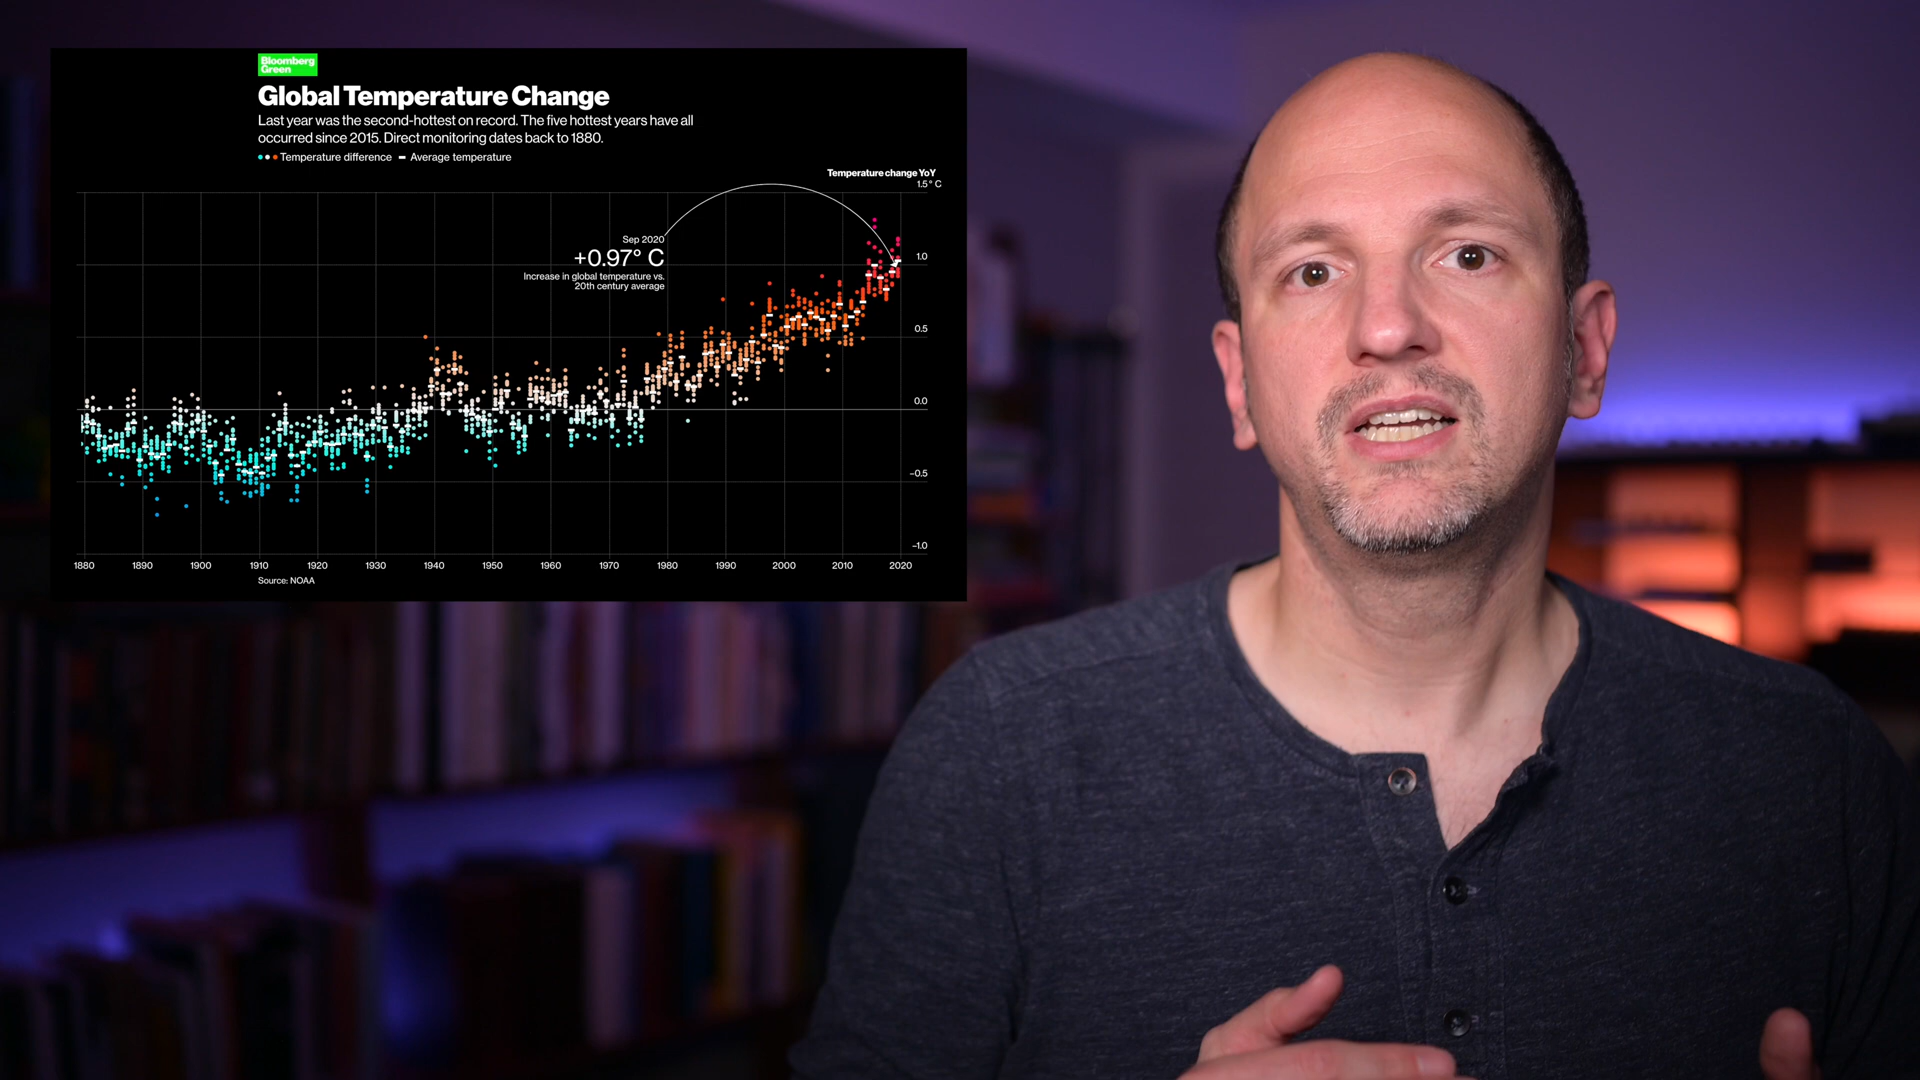 Bloomberg
Green
Global Temperature Change
Last year was the second-hottest on record. The five hottest years have all
occurred since 2015. Direct monitoring dates back to 1880.
Temperature difference Average temperature
Temperature change YoY
1.5° C
Sep 2020
+0.97° C
Increase in global temperature vs.
20th century average
1.0
0.5
0.0
-0.5
-1.0
1880 1890 1900 1910 1920 1930 1940 1950 1960 1970 1980 1990 2000 2010 2020
Source: NOAA